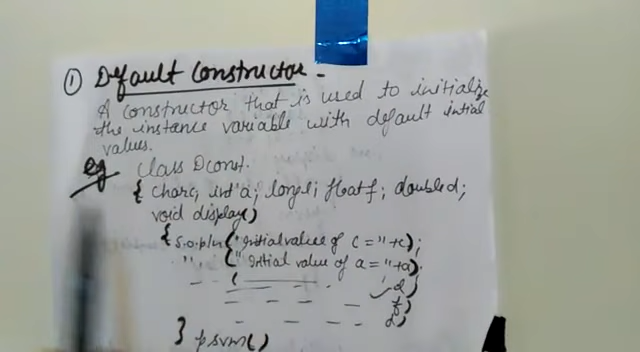 ① Default Constructor -
A constructor that is used to initialize
the instance variable with default intial
values.
eg class Dconst.
{ char c, int a; long l; float f; double d;
void display()
{ s.o.pln("Initial value of c = "+c);
" " (" Initial value of a = "+a);
f)
d)
} psvm()